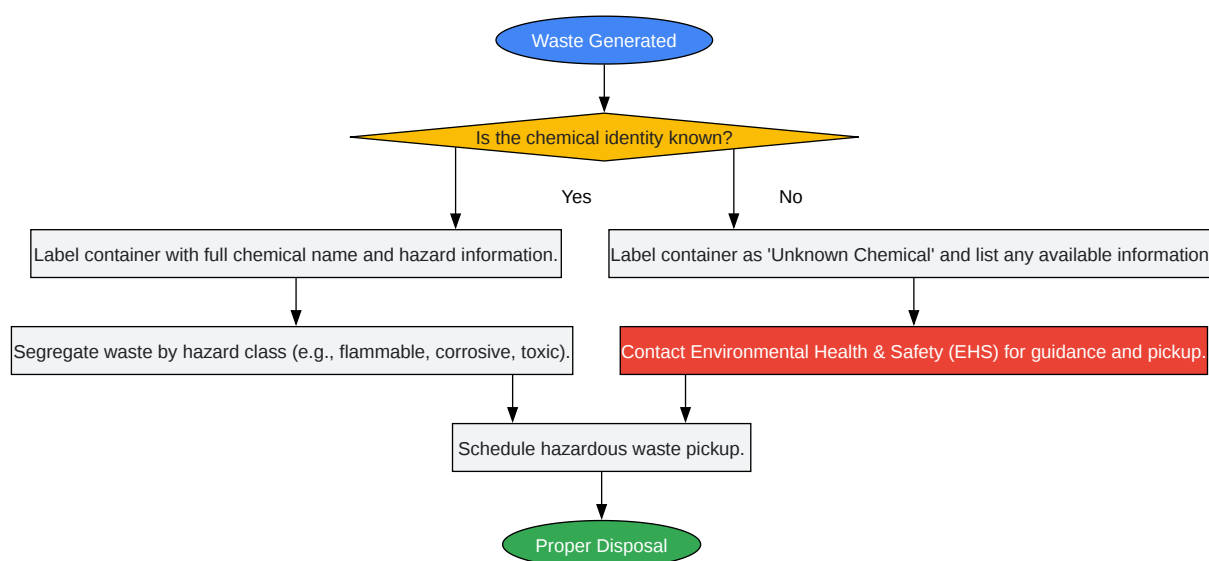 Waste Generated
Is the chemical identity known?
Yes
No
Label container with full chemical name and hazard information.
Label container as 'Unknown Chemical' and list any available information
Segregate waste by hazard class (e.g., flammable, corrosive, toxic).
Contact Environmental Health & Safety (EHS) for guidance and pickup.
Schedule hazardous waste pickup.
Proper Disposal